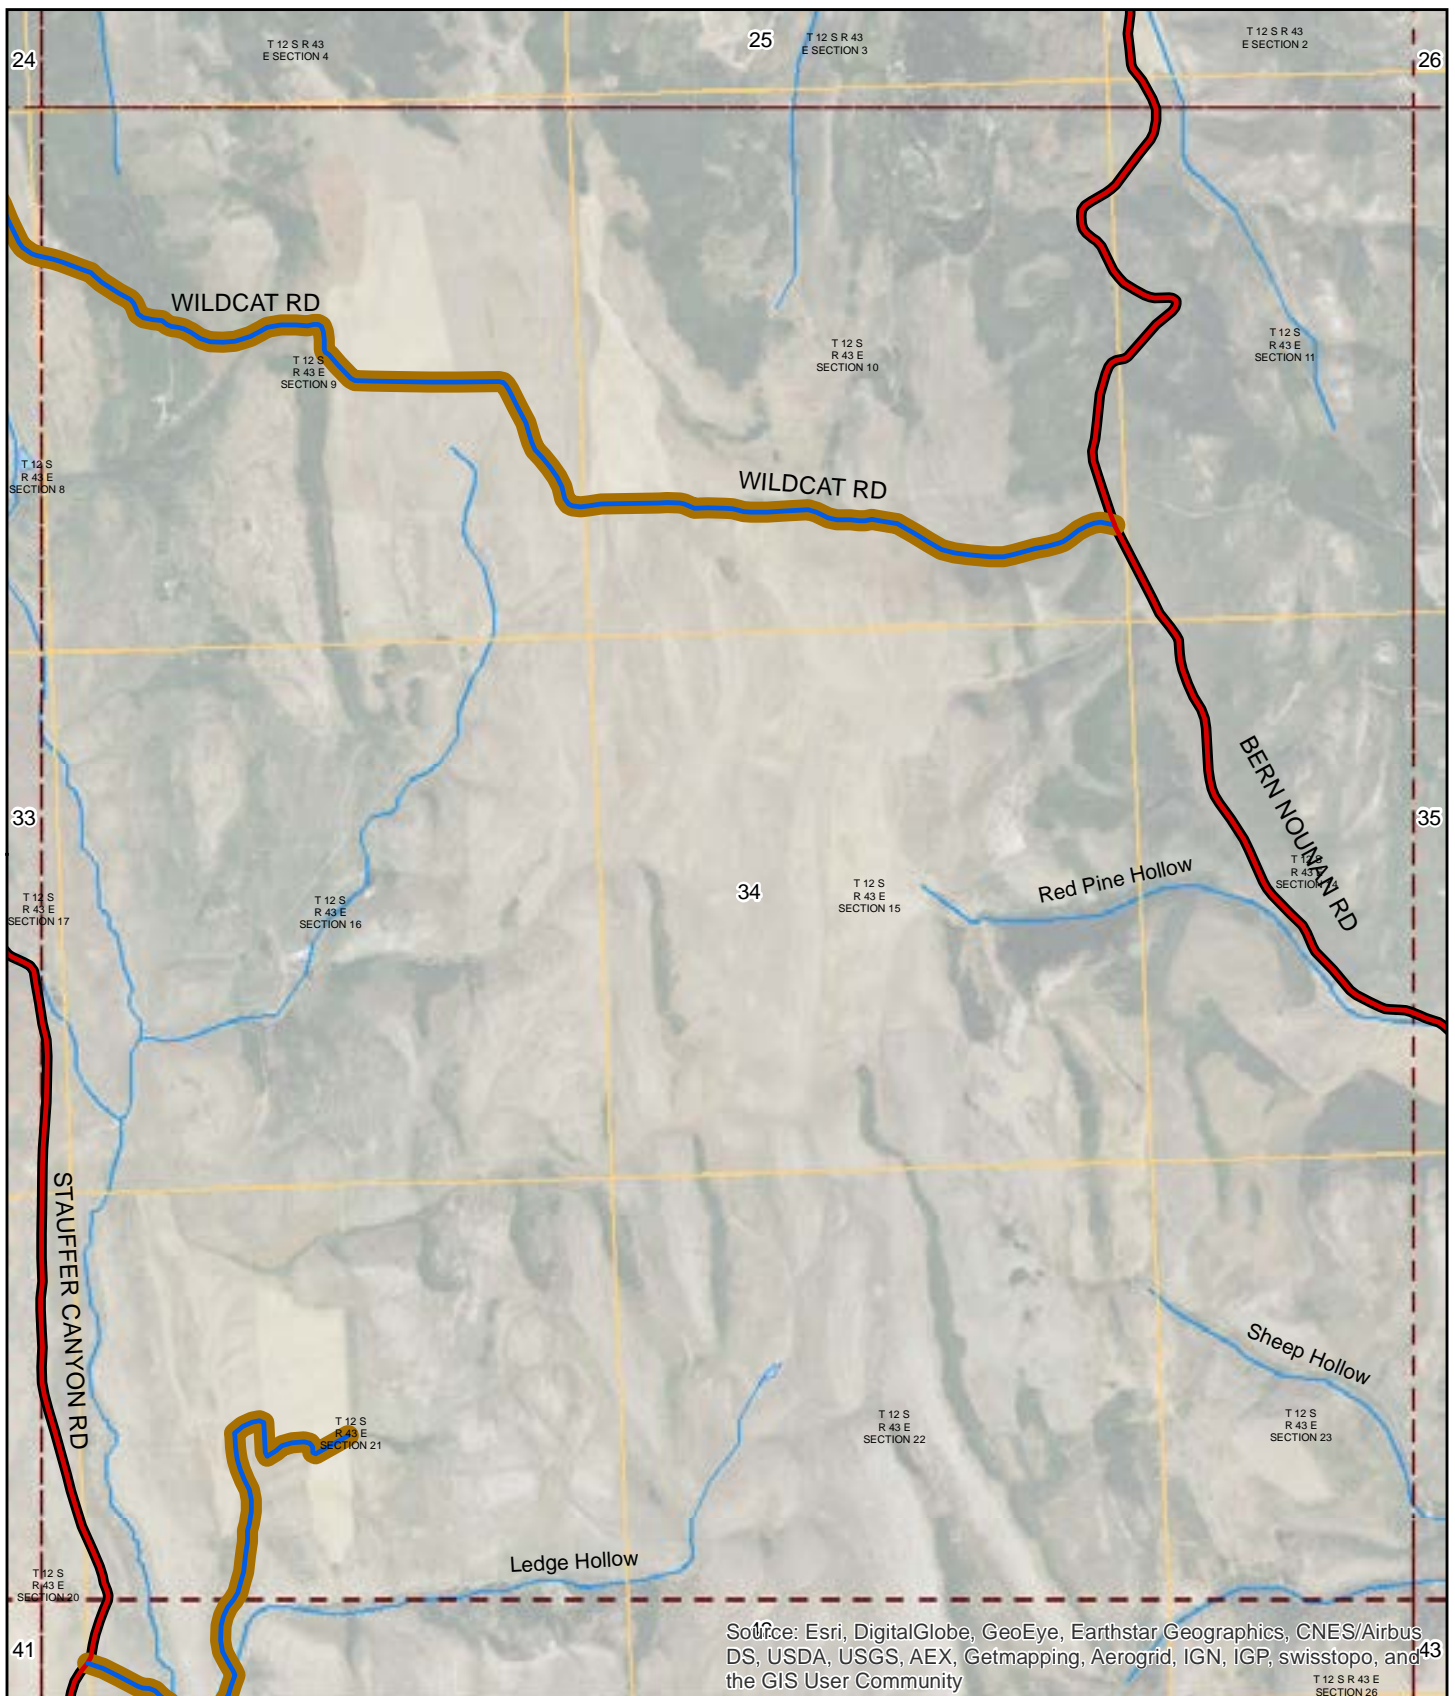 24
T 12 S R 43
E SECTION 4
25
T 12 S R 43
E SECTION 3
T 12 S R 43
E SECTION 2
26
WILDCAT RD
T 12 S
R 43 E
SECTION 9
T 12 S
R 43 E
SECTION 10
T 12 S
R 43 E
SECTION 11
T 12 S
R 43 E
SECTION 8
WILDCAT RD
33
BERN NOUNAN RD
35
T 12 S
R 43 E
SECTION 14
T 12 S
R 43 E
SECTION 17
T 12 S
R 43 E
SECTION 16
34
T 12 S
R 43 E
SECTION 15
Red Pine Hollow
STAUFFER CANYON RD
Sheep Hollow
T 12 S
R 43 E
SECTION 21
T 12 S
R 43 E
SECTION 22
T 12 S
R 43 E
SECTION 23
Ledge Hollow
T 12 S
R 43 E
SECTION 20
41
Source: Esri, DigitalGlobe, GeoEye, Earthstar Geographics, CNES/Airbus
DS, USDA, USGS, AEX, Getmapping, Aerogrid, IGN, IGP, swisstopo, and
the GIS User Community
43
T 12 S R 43 E
SECTION 26